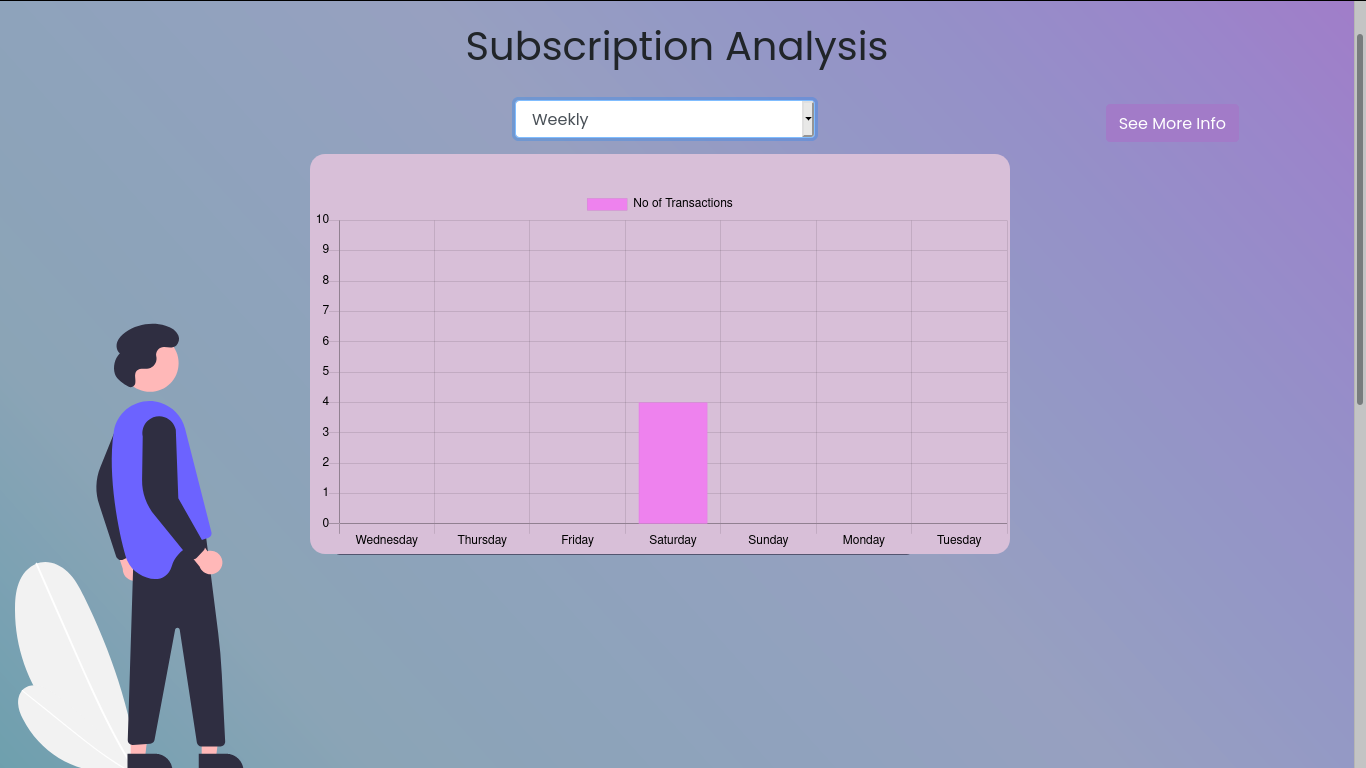 Subscription Analysis
Weekly
See More Info
No of Transactions
10
9
8
7
6
5
4
3
2
1
0
Wednesday Thursday Friday Saturday Sunday Monday Tuesday